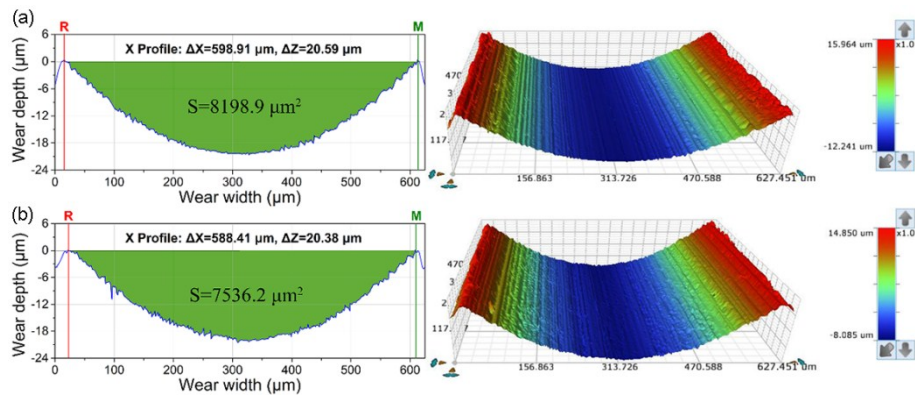 (a)
R
M
X Profile: ΔX=598.91 µm, ΔZ=20.59 µm
S=8198.9 µm²
Wear depth (µm)
6
0
-6
-12
-18
-24
0 100 200 300 400 500 600
Wear width (µm)
470
3
2
117
156.863
313.726
470.588
627.451 um
15.964 um
x1.0
-12.241 um
(b)
R
M
X Profile: ΔX=588.41 µm, ΔZ=20.38 µm
S=7536.2 µm²
Wear depth (µm)
6
0
-6
-12
-18
-24
0 100 200 300 400 500 600
Wear width (µm)
470
3
2
117
156.863
313.726
470.588
627.451 um
14.850 um
x1.0
-8.085 um